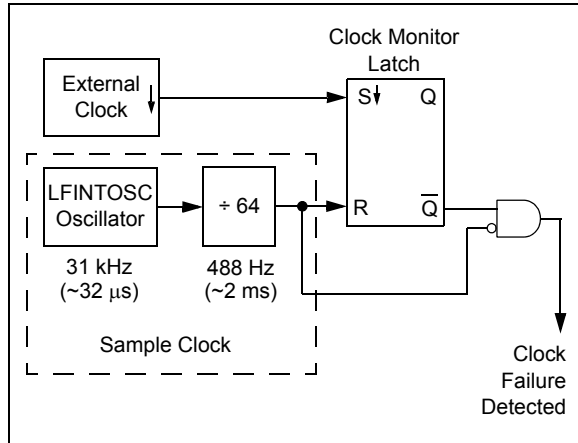 Clock Monitor
Latch
External
Clock
S
Q
LFINTOSC
Oscillator
÷ 64
R
Q̅
31 kHz
(~32 μs)
488 Hz
(~2 ms)
Sample Clock
Clock
Failure
Detected